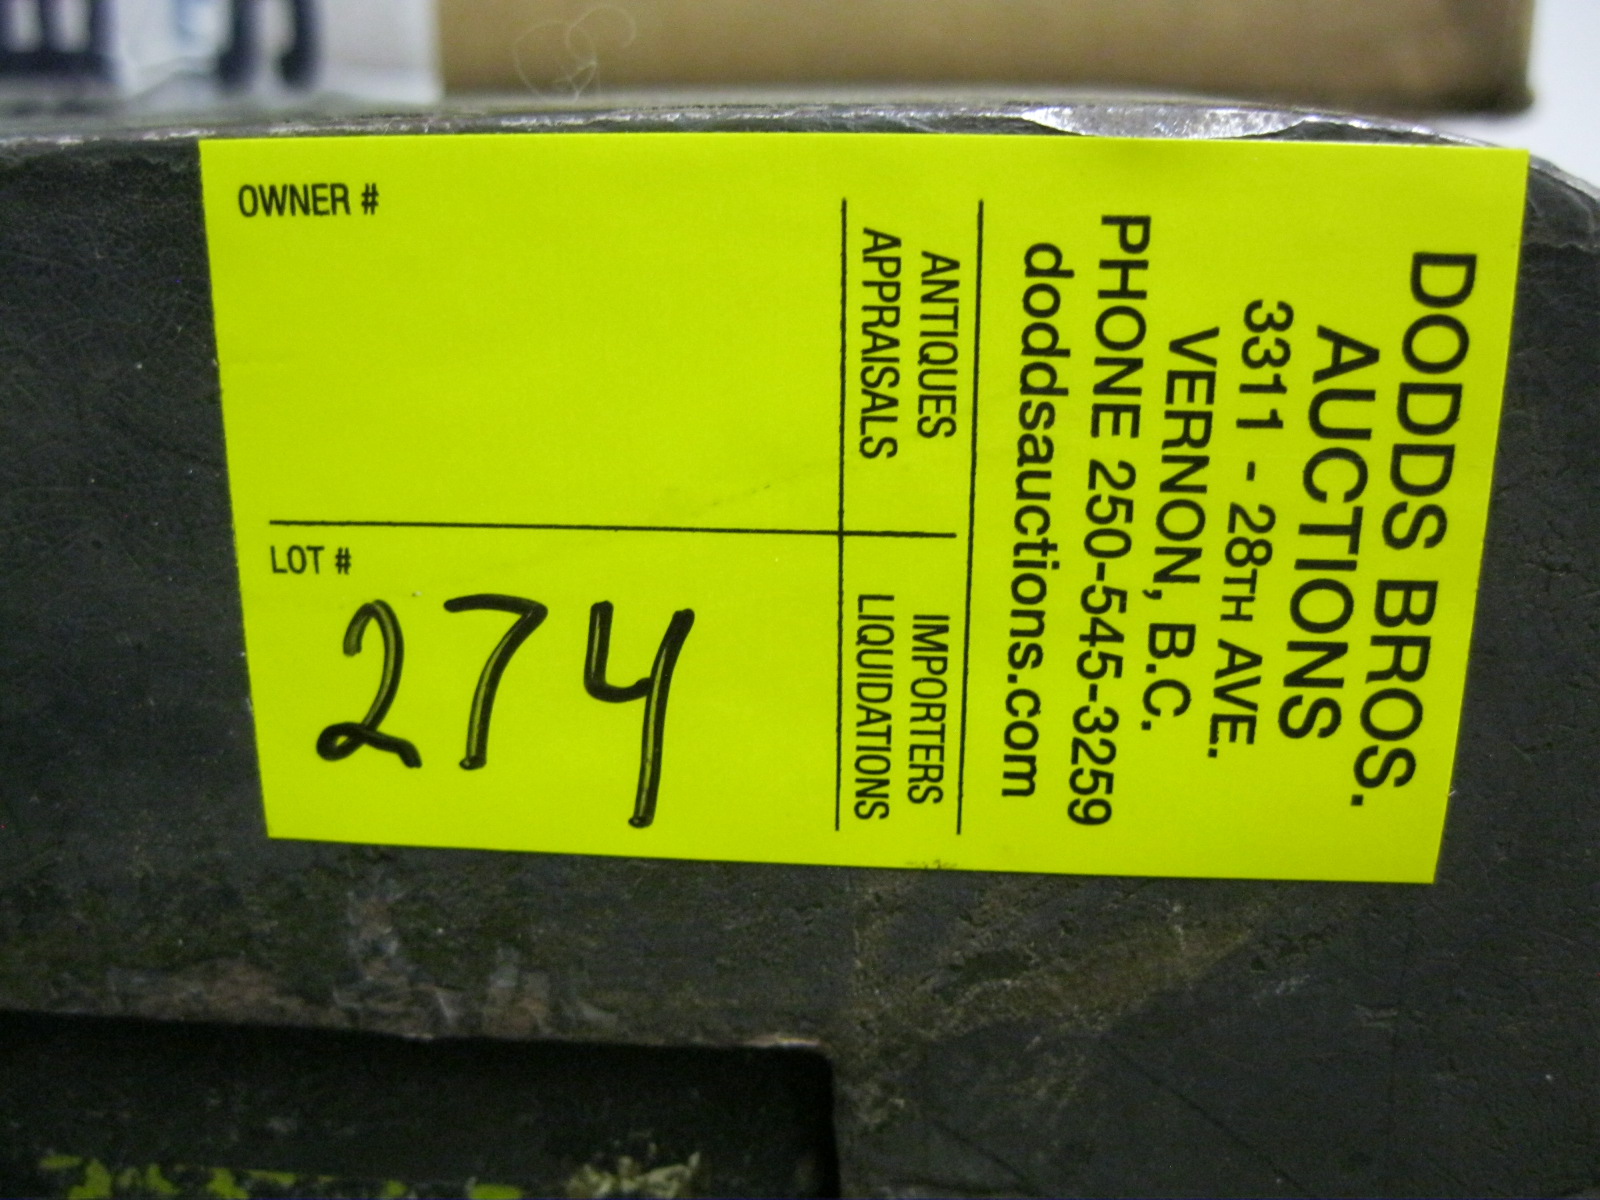 DODDS BROS.
AUCTIONS
3311 - 28TH AVE.
VERNON, B.C.
PHONE 250-545-3259
doddsauctions.com
ANTIQUES
APPRAISALS
IMPORTERS
LIQUIDATIONS
OWNER #
LOT #
274